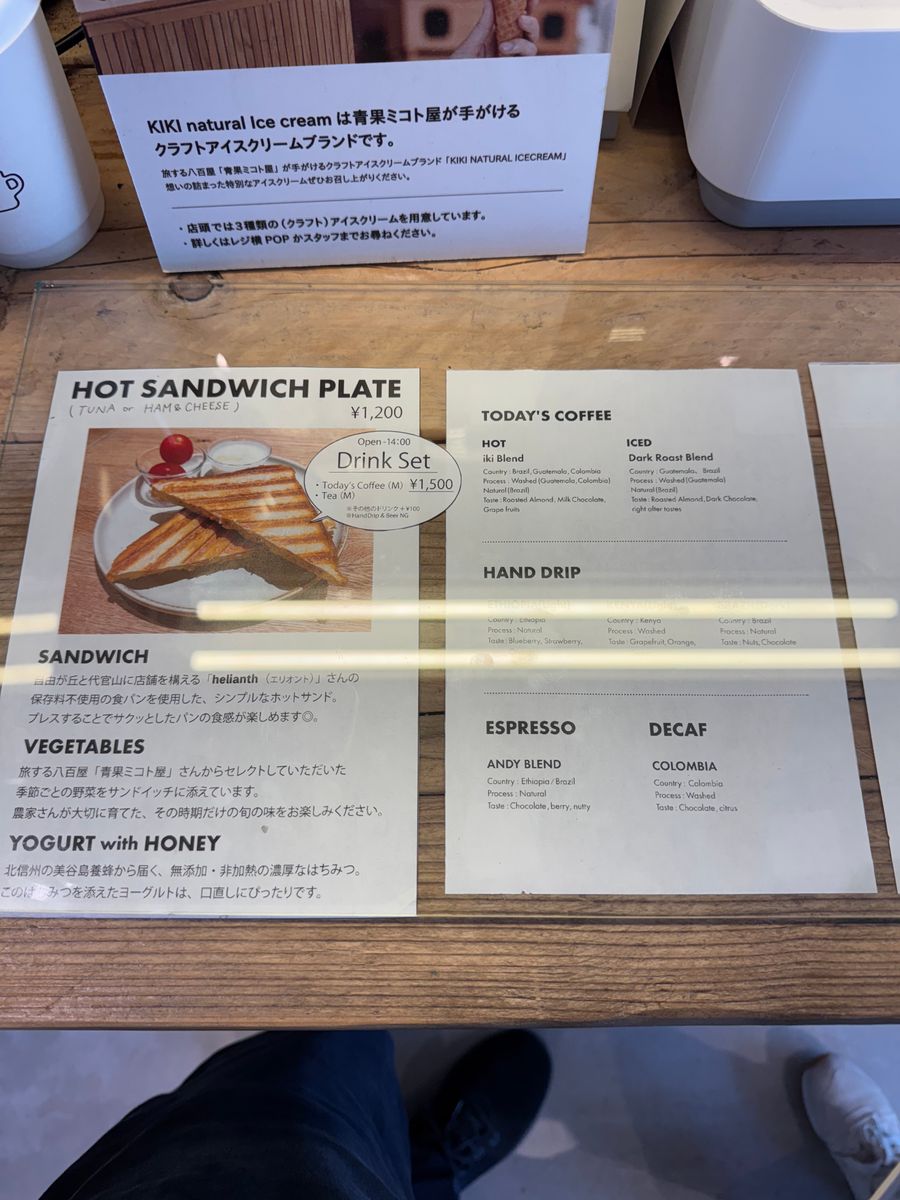 KIKI natural Ice cream は青果ミコト屋が手がける
クラフトアイスクリームブランドです。
旅する八百屋「青果ミコト屋」が手がけるクラフトアイスクリームブランド「KIKI NATURAL ICECREAM」
想いの詰まった特別なアイスクリームぜひお召し上がりください。
・店頭では3種類の（クラフト）アイスクリームを用意しています。
・詳しくはレジ横 POP かスタッフまでお尋ねください。
HOT SANDWICH PLATE
( TUNA or HAM & CHEESE )
¥1,200
Open -14:00
Drink Set
・Today's Coffee (M) ¥1,500
・Tea (M)
※その他のドリンク +¥100
※HandDrip & Beer NG
SANDWICH
自由が丘と代官山に店舗を構える「helianth（エリオント）」さんの
保存料不使用の食パンを使用した、シンプルなホットサンド。
プレスすることでサクッとしたパンの食感が楽しめます◎。
VEGETABLES
旅する八百屋「青果ミコト屋」さんからセレクトしていただいた
季節ごとの野菜をサンドイッチに添えています。
農家さんが大切に育てた、その時期だけの旬の味をお楽しみください。
YOGURT with HONEY
北信州の美谷島養蜂から届く、無添加・非加熱の濃厚なはちみつ。
このはちみつを添えたヨーグルトは、口直しにぴったりです。
TODAY'S COFFEE
HOT
iki Blend
Country : Brazil, Guatemala, Colombia
Process : Washed (Guatemala, Colombia)
Natural (Brazil)
Taste : Roasted Almond, Milk Chocolate,
Grape fruits
ICED
Dark Roast Blend
Country : Guatemala、 Brazil
Process : Washed (Guatemala)
Natural (Brazil)
Taste : Roasted Almond, Dark Chocolate,
right after tastes
HAND DRIP
Country : Ethiopia
Process : Natural
Taste : Blueberry, Strawberry,
Country : Kenya
Process : Washed
Taste : Grapefruit, Orange,
Country : Brazil
Process : Natural
Taste : Nuts, Chocolate
ESPRESSO
ANDY BLEND
Country : Ethiopia / Brazil
Process : Natural
Taste : Chocolate, berry, nutty
DECAF
COLOMBIA
Country : Colombia
Process : Washed
Taste : Chocolate, citrus